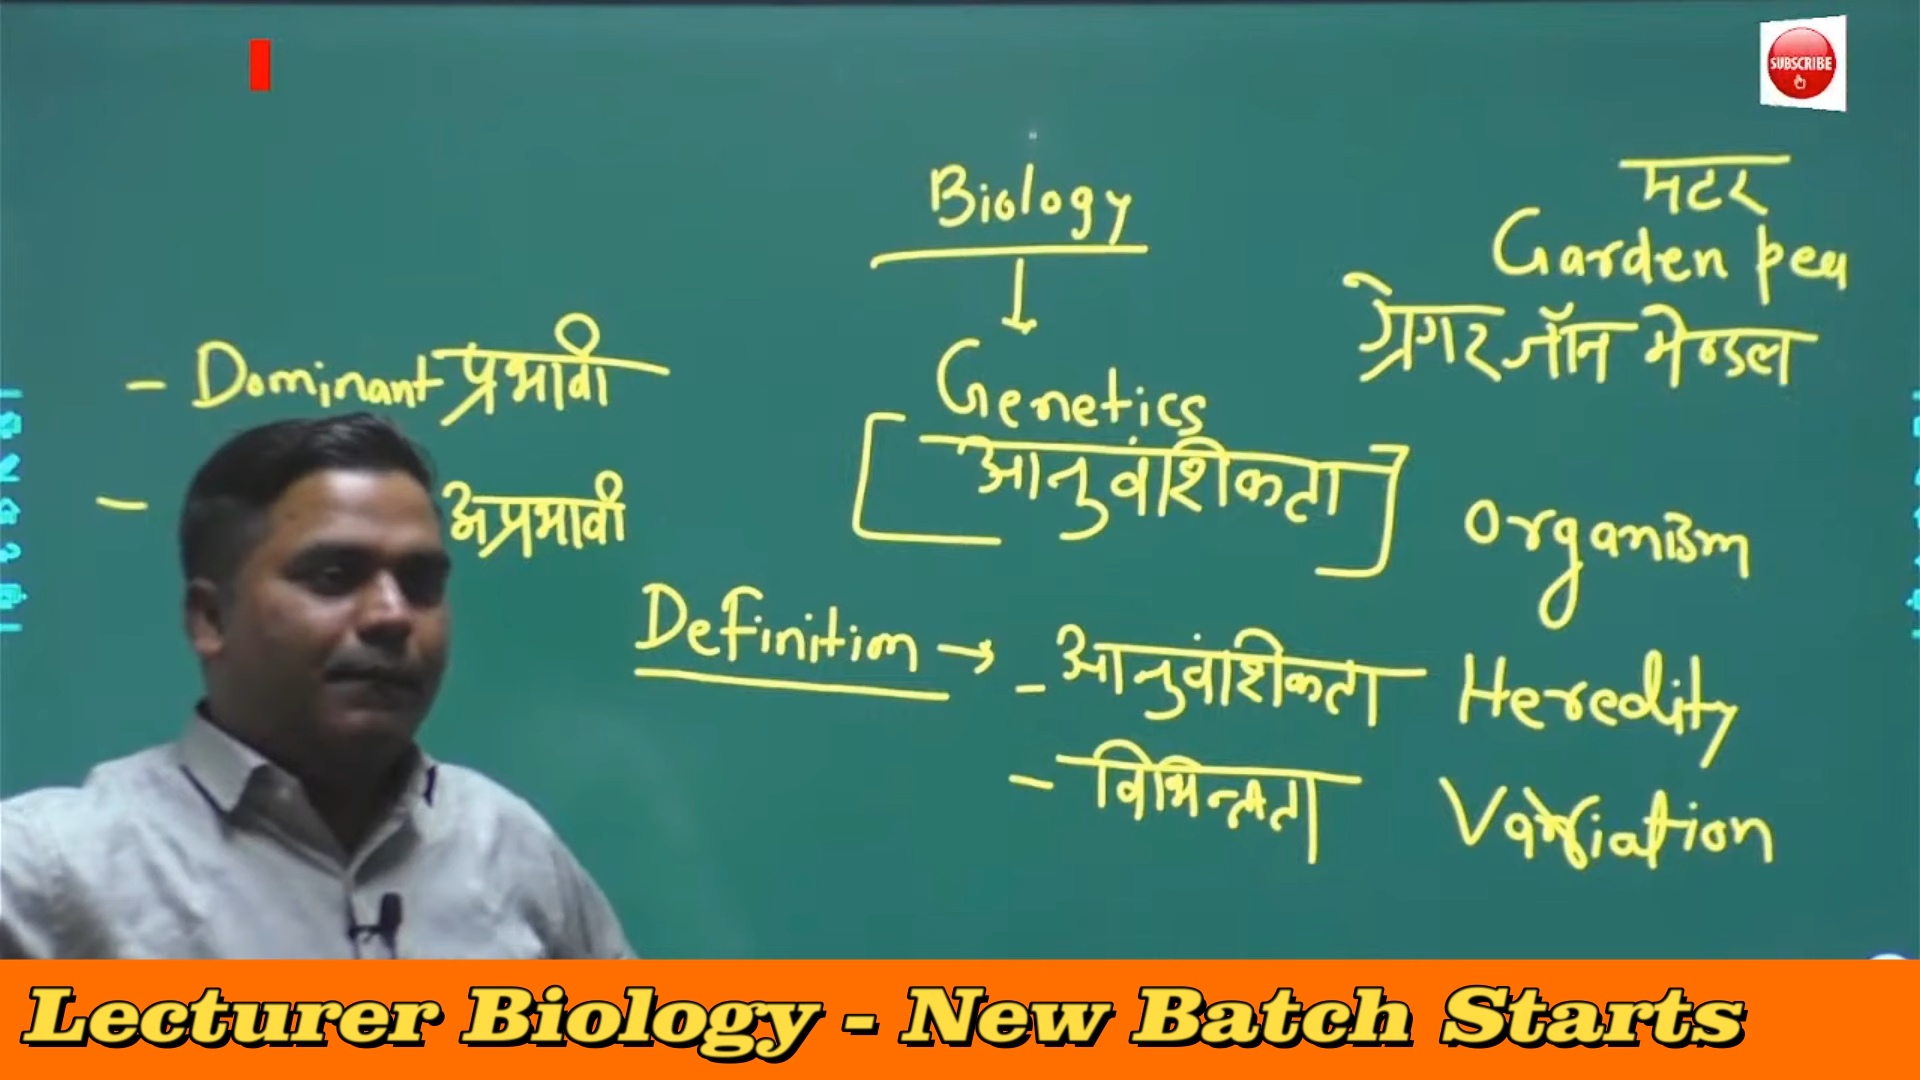 SUBSCRIBE
Biology
मटर
Garden pea
ग्रेगर जॉन मेण्डल
- Dominant प्रभावी
Genetics
[आनुवंशिकता]
- अप्रभावी
Organism
Definition → - आनुवंशिकता Heredity
- विभिन्नता Variation
Lecturer Biology - New Batch Starts